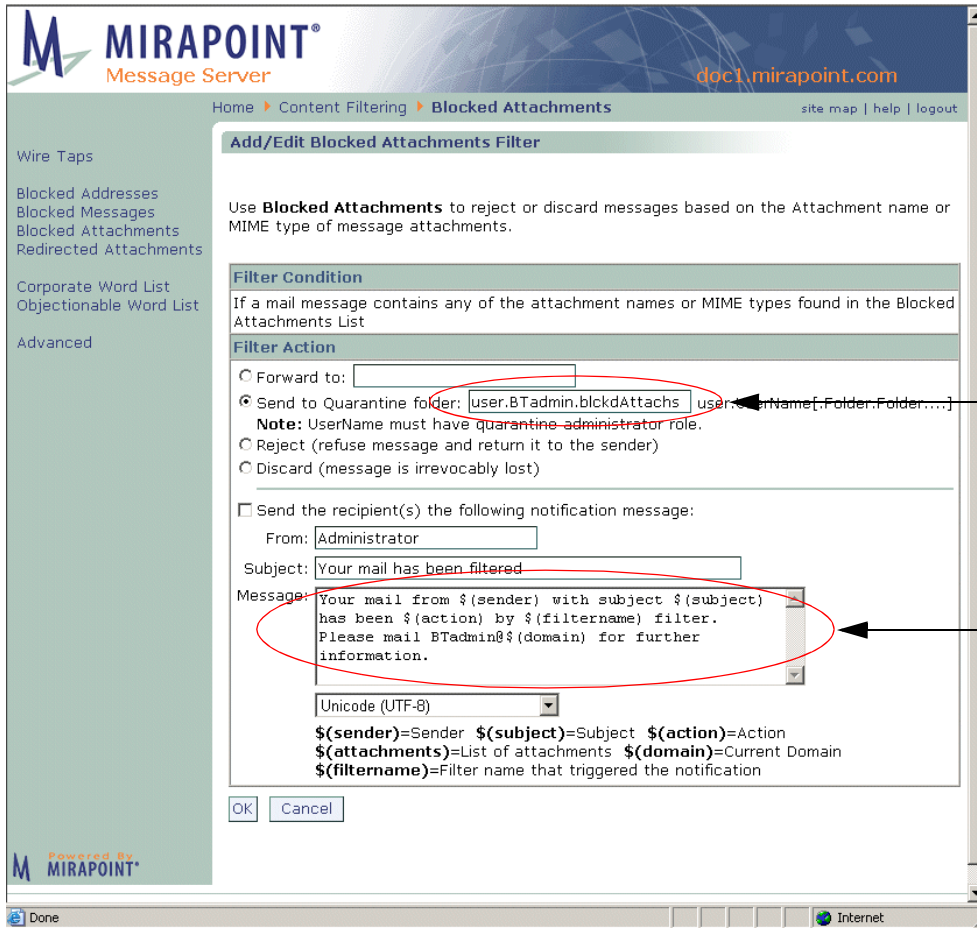 MIRAPOINT®
Message Server
doc1.mirapoint.com
Home Content Filtering Blocked Attachments
site map | help | logout
Wire Taps
Blocked Addresses
Blocked Messages
Blocked Attachments
Redirected Attachments
Corporate Word List
Objectionable Word List
Advanced
Add/Edit Blocked Attachments Filter
Use Blocked Attachments to reject or discard messages based on the Attachment name or
MIME type of message attachments.
Filter Condition
If a mail message contains any of the attachment names or MIME types found in the Blocked
Attachments List
Filter Action
Forward to:
Send to Quarantine folder: user.BTadmin.blckdAttachs user.UserName[.Folder.Folder....]
Note: UserName must have quarantine administrator role.
Reject (refuse message and return it to the sender)
Discard (message is irrevocably lost)
Send the recipient(s) the following notification message:
From: Administrator
Subject: Your mail has been filtered
Message: Your mail from $(sender) with subject $(subject)
has been $(action) by $(filtername) filter.
Please mail BTadmin@$(domain) for further
information.
Unicode (UTF-8)
$(sender)=Sender $(subject)=Subject $(action)=Action
$(attachments)=List of attachments $(domain)=Current Domain
$(filtername)=Filter name that triggered the notification
OK Cancel
Powered By
MIRAPOINT®
Done
Internet